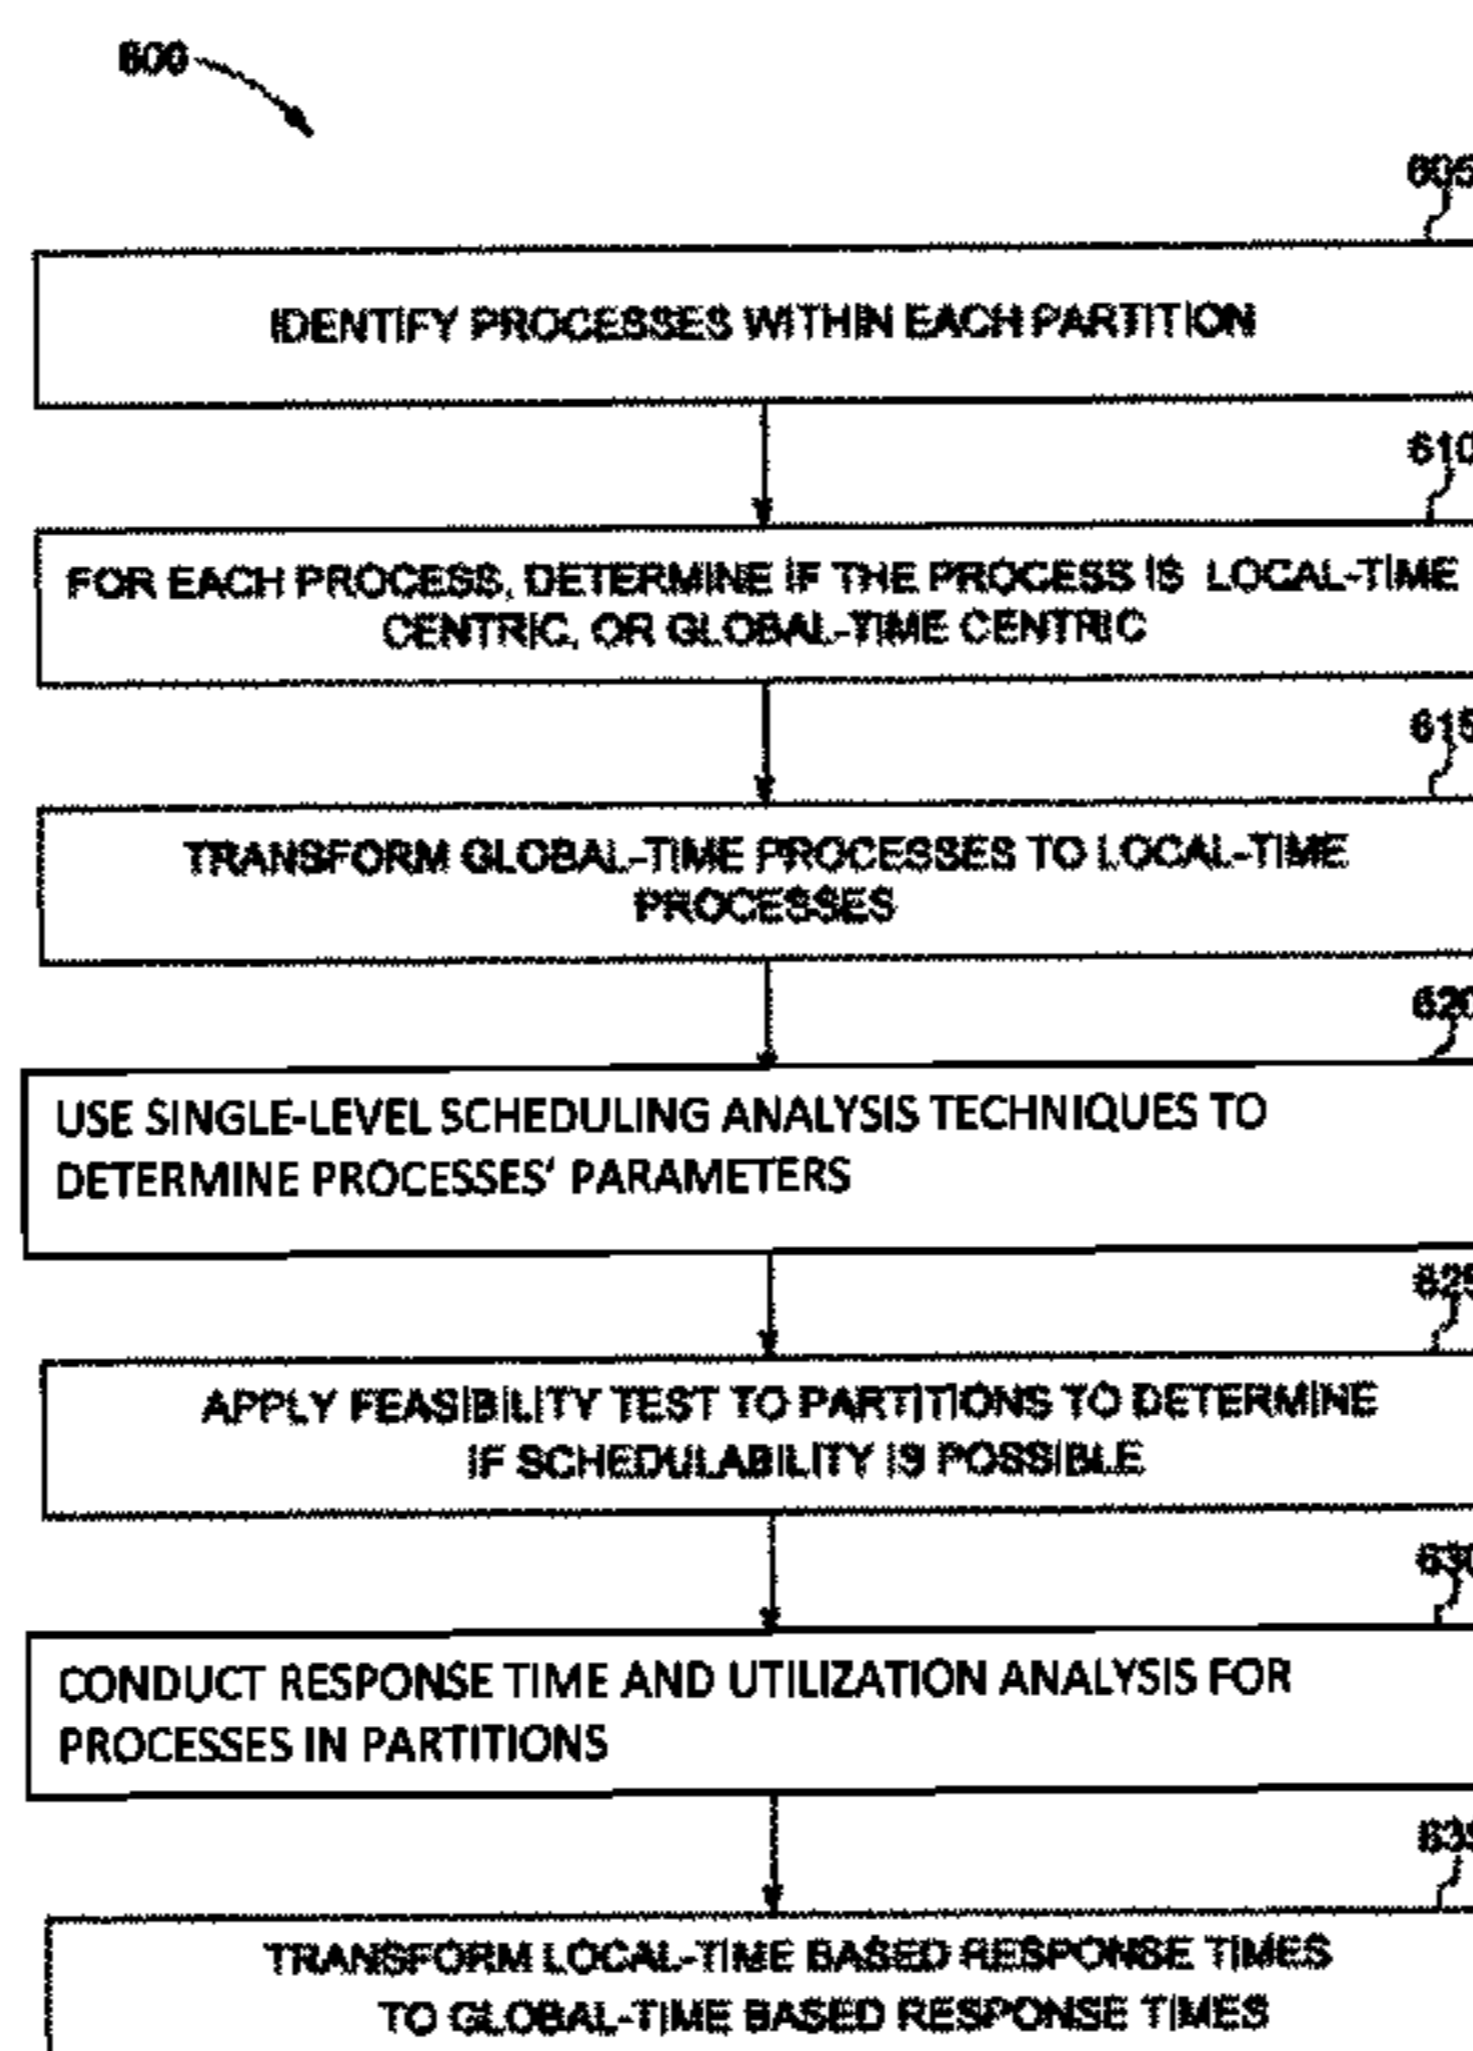 600
605
IDENTIFY PROCESSES WITHIN EACH PARTITION
610
FOR EACH PROCESS, DETERMINE IF THE PROCESS IS LOCAL-TIME
CENTRIC, OR GLOBAL-TIME CENTRIC
615
TRANSFORM GLOBAL-TIME PROCESSES TO LOCAL-TIME
PROCESSES
620
USE SINGLE-LEVEL SCHEDULING ANALYSIS TECHNIQUES TO
DETERMINE PROCESSES' PARAMETERS
625
APPLY FEASIBILITY TEST TO PARTITIONS TO DETERMINE
IF SCHEDULABILITY IS POSSIBLE
630
CONDUCT RESPONSE TIME AND UTILIZATION ANALYSIS FOR
PROCESSES IN PARTITIONS
635
TRANSFORM LOCAL-TIME BASED RESPONSE TIMES
TO GLOBAL-TIME BASED RESPONSE TIMES